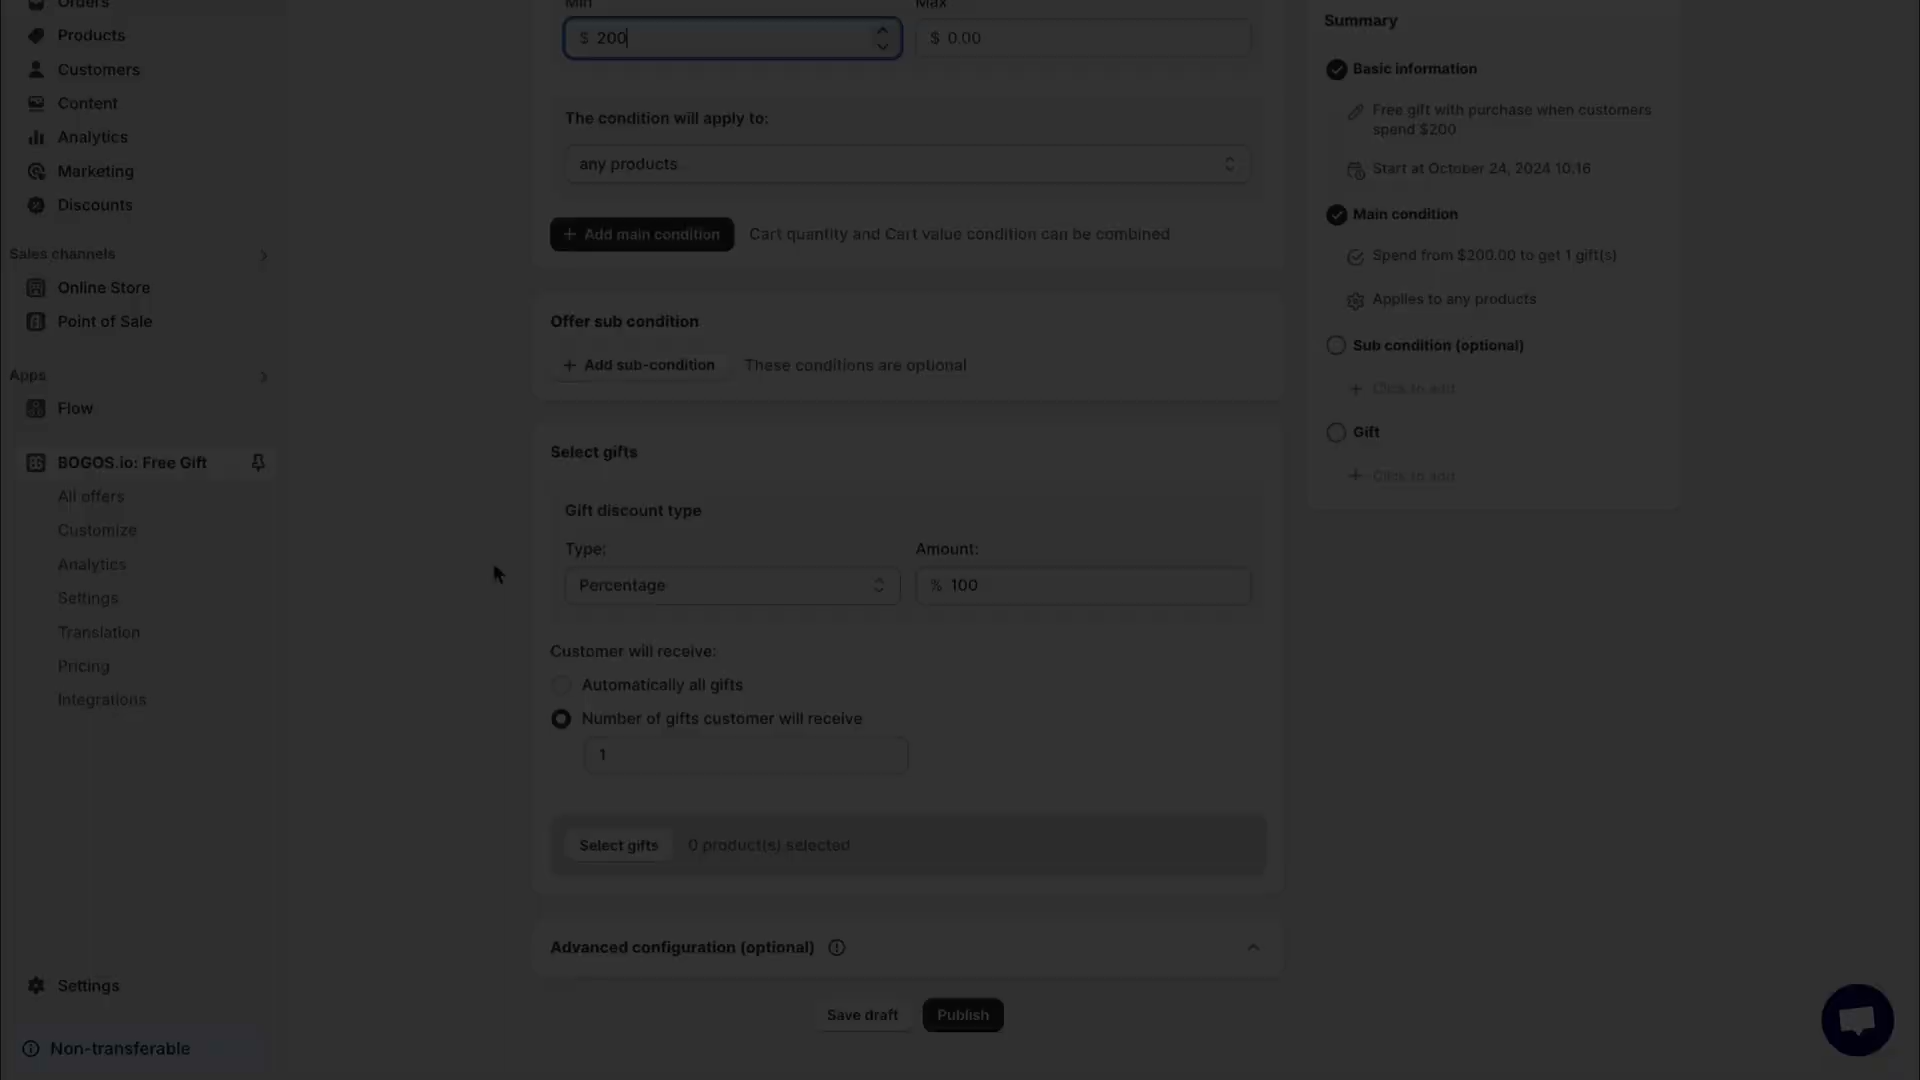 Orders
Products
Customers
Content
Analytics
Marketing
Discounts
Sales channels
Online Store
Point of Sale
Apps
Flow
BOGOS.io: Free Gift
All offers
Customize
Analytics
Settings
Translation
Pricing
Integrations
Settings
Non-transferable
Min
Max
$ 200
$ 0.00
The condition will apply to:
any products
+ Add main condition
Cart quantity and Cart value condition can be combined
Offer sub condition
+ Add sub-condition
These conditions are optional
Select gifts
Gift discount type
Type:
Amount:
Percentage
% 100
Customer will receive:
Automatically all gifts
Number of gifts customer will receive
1
Select gifts
0 product(s) selected
Advanced configuration (optional)
Save draft
Publish
Summary
Basic information
Free gift with purchase when customers
spend $200
Start at October 24, 2024 10:16
Main condition
Spend from $200.00 to get 1 gift(s)
Applies to any products
Sub condition (optional)
+ Click to add
Gift
+ Click to add